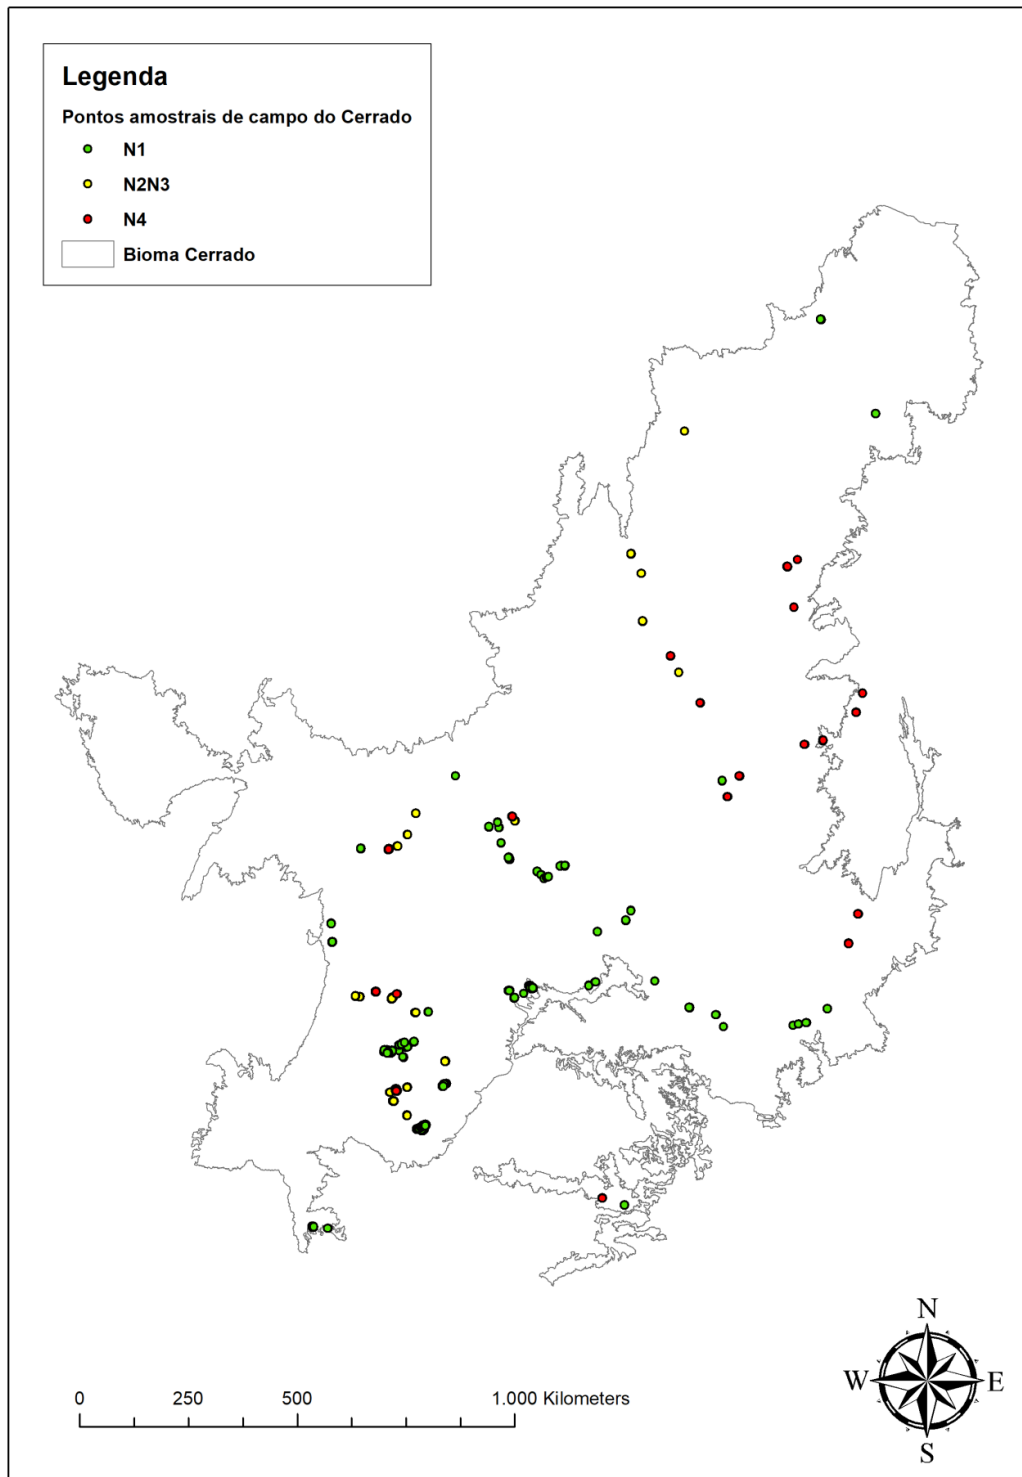 Legenda
Pontos amostrais de campo do Cerrado
N1
N2N3
N4
Bioma Cerrado
N
W E
S
0 250 500 1.000 Kilometers